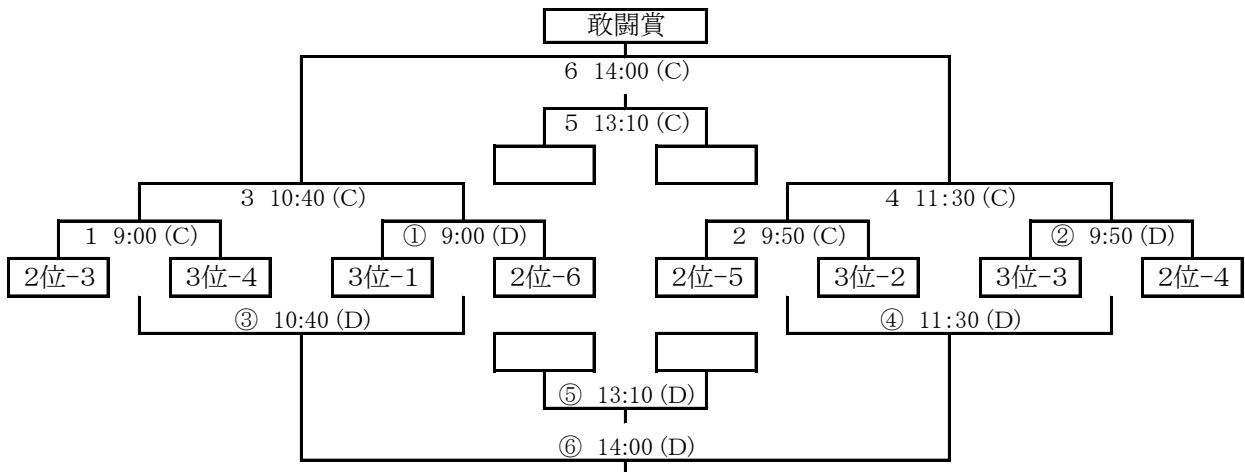 敢闘賞
6 14:00 (C)
5 13:10 (C)
3 10:40 (C)
4 11:30 (C)
1 9:00 (C)
① 9:00 (D)
2 9:50 (C)
② 9:50 (D)
2位-3
3位-4
3位-1
2位-6
2位-5
3位-2
3位-3
2位-4
③ 10:40 (D)
④ 11:30 (D)
⑤ 13:10 (D)
⑥ 14:00 (D)